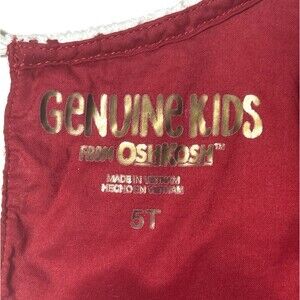 GENUINE KIDS
FROM OSHKOSH™
MADE IN VIETNAM
HECHO EN VIETNAM
5T